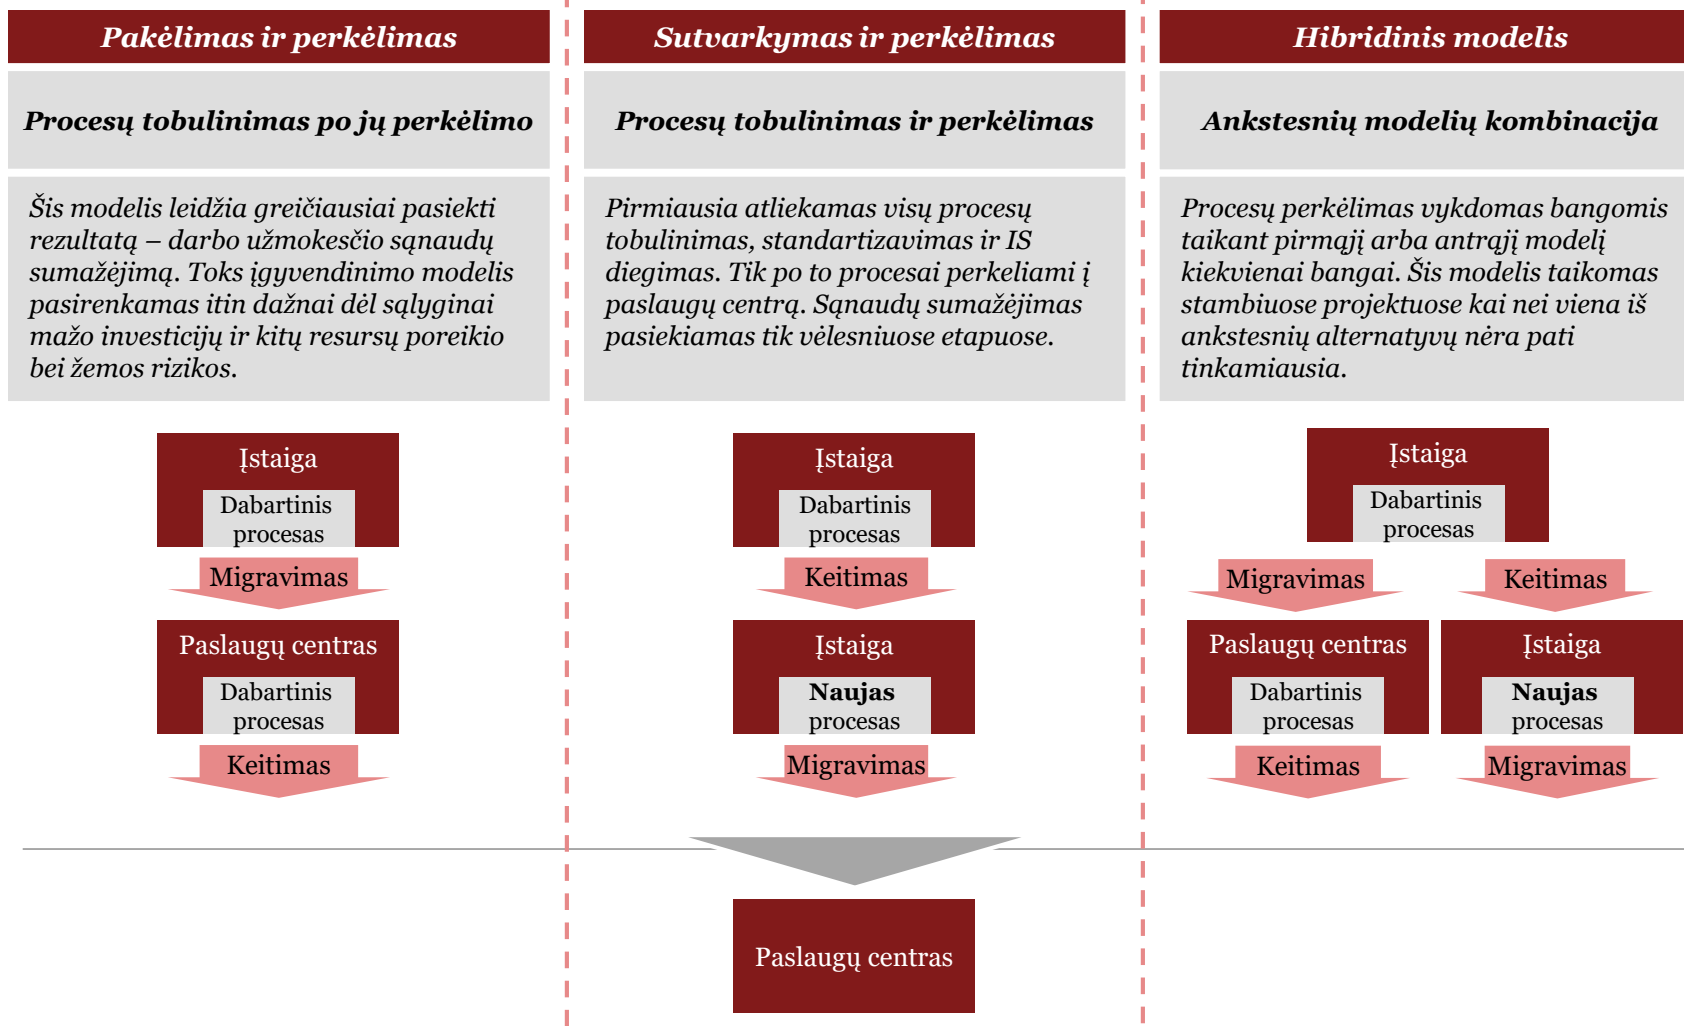 Pakėlimas ir perkėlimas
Procesų tobulinimas po jų perkėlimo
Šis modelis leidžia greičiausiai pasiekti
rezultatą – darbo užmokesčio sąnaudų
sumažėjimą. Toks įgyvendinimo modelis
pasirenkamas itin dažnai dėl sąlyginai
mažo investicijų ir kitų resursų poreikio
bei žemos rizikos.
Įstaiga
Dabartinis
procesas
Migravimas
Paslaugų centras
Dabartinis
procesas
Keitimas
Sutvarkymas ir perkėlimas
Procesų tobulinimas ir perkėlimas
Pirmiausia atliekamas visų procesų
tobulinimas, standartizavimas ir IS
diegimas. Tik po to procesai perkeliami į
paslaugų centrą. Sąnaudų sumažėjimas
pasiekiamas tik vėlesniuose etapuose.
Įstaiga
Dabartinis
procesas
Keitimas
Įstaiga
Naujas
procesas
Migravimas
Hibridinis modelis
Ankstesnių modelių kombinacija
Procesų perkėlimas vykdomas bangomis
taikant pirmąjį arba antrąjį modelį
kiekvienai bangai. Šis modelis taikomas
stambiuose projektuose kai nei viena iš
ankstesnių alternatyvų nėra pati
tinkamiausia.
Įstaiga
Dabartinis
procesas
Migravimas
Keitimas
Paslaugų centras
Dabartinis
procesas
Keitimas
Įstaiga
Naujas
procesas
Migravimas
Paslaugų centras